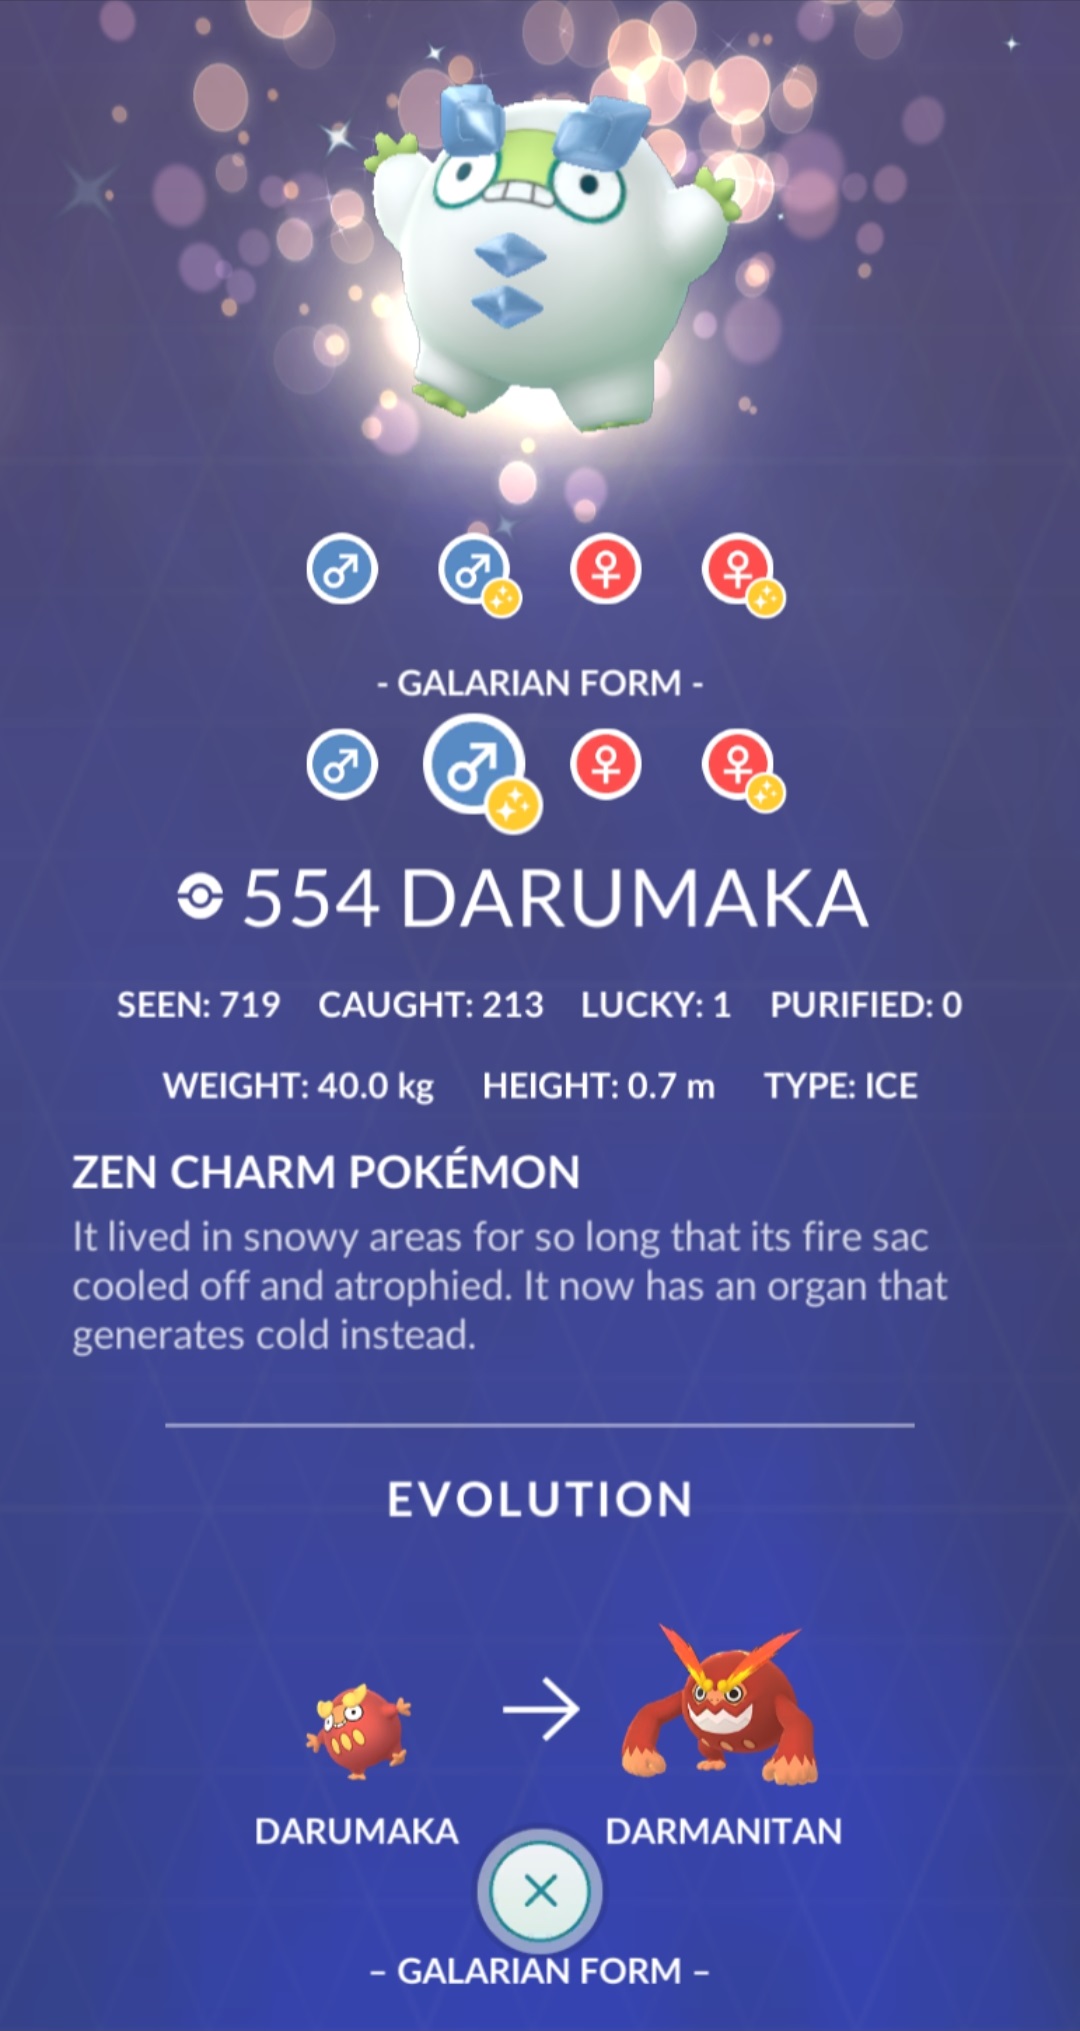 - GALARIAN FORM -
554 DARUMAKA
SEEN: 719 CAUGHT: 213 LUCKY: 1 PURIFIED: 0
WEIGHT: 40.0 kg HEIGHT: 0.7 m TYPE: ICE
ZEN CHARM POKÉMON
It lived in snowy areas for so long that its fire sac
cooled off and atrophied. It now has an organ that
generates cold instead.
EVOLUTION
DARUMAKA DARMANITAN
– GALARIAN FORM –